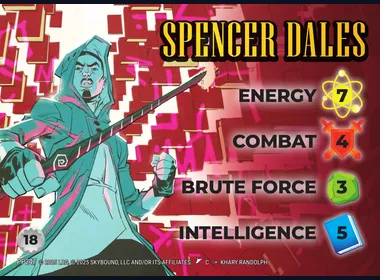 SPENCER DALES
ENERGY 7
COMBAT 4
BRUTE FORCE 3
INTELLIGENCE 5
18
SKYBOUND, LLC AND/OR ITS AFFILIATES.
KHARY RANDOLPH